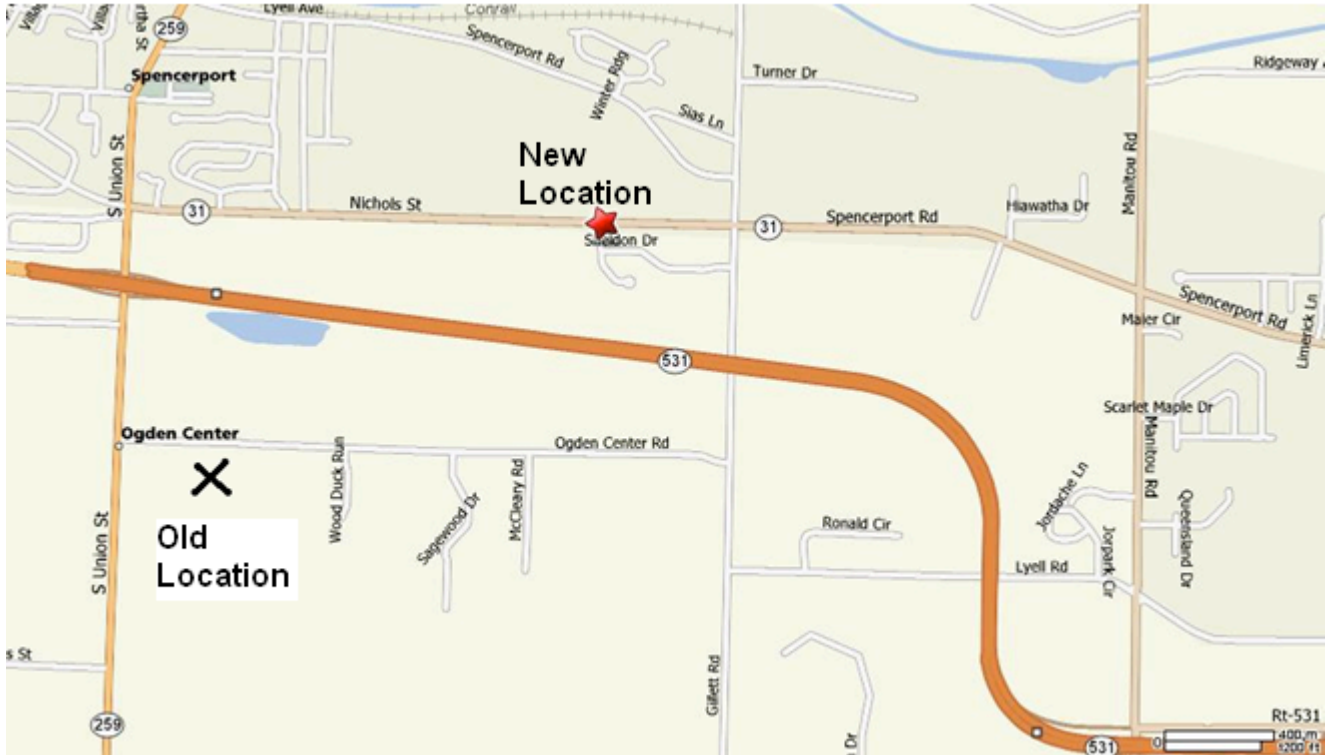 Lyell Ave
Conrail
259
Spencerport Rd
Winter Rdg
Turner Dr
Ridgeway
Spencerport
Sias Ln
Manitou Rd
S Union St
New
Location
31
Nichols St
31
Spencerport Rd
Hiawatha Dr
Sheldon Dr
Spencerport Rd
Limerick Ln
Maier Cir
531
Scarlet Maple Dr
Manitou Rd
Ogden Center
Ogden Center Rd
Wood Duck Run
Sagewood Dr
McCleary Rd
Jordache Ln
Queensland Dr
Ronald Cir
Old
Location
S Union St
Lyell Rd
Jorpark Cir
s St
Gillett Rd
259
Dr
Rt-531
531
0
400 m
1200 ft